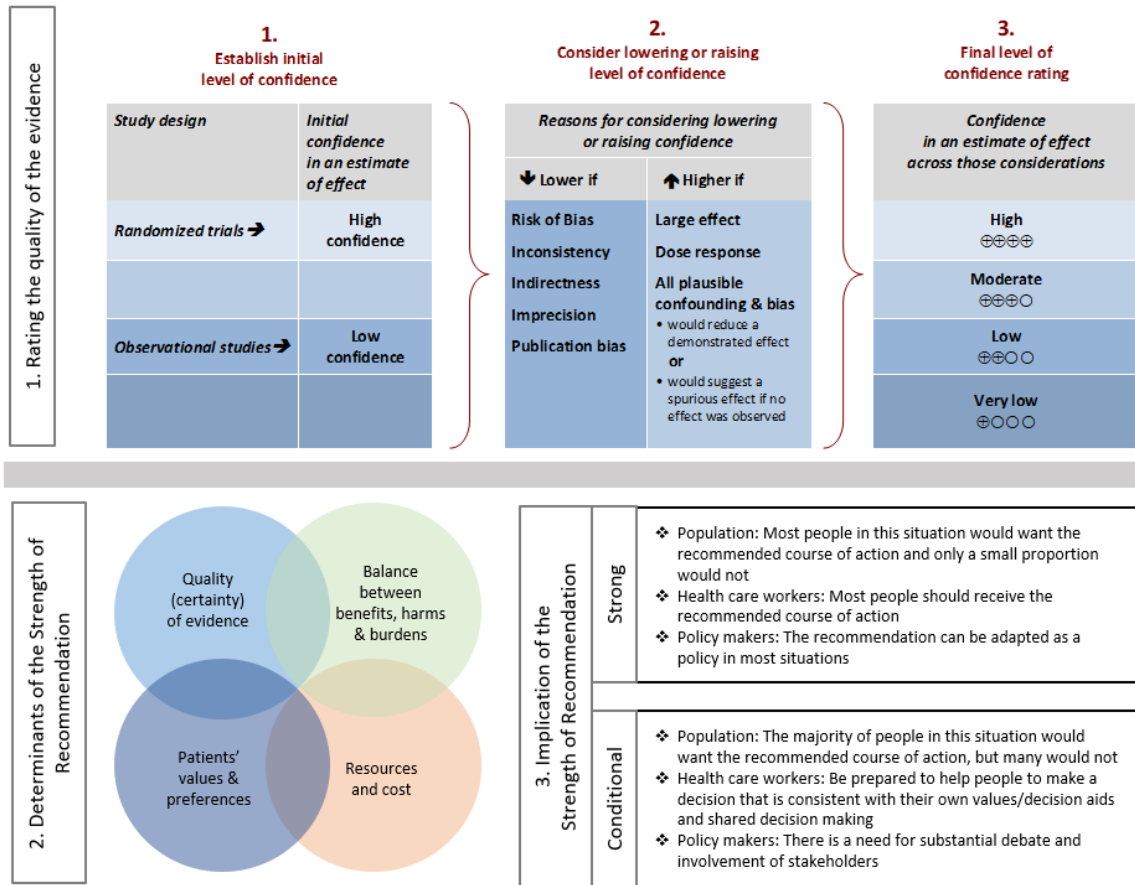 1. Rating the quality of the evidence
1.
Establish initial
level of confidence
Study design
Initial
confidence
in an estimate
of effect
Randomized trials ➔
High
confidence
Observational studies ➔
Low
confidence
2.
Consider lowering or raising
level of confidence
Reasons for considering lowering
or raising confidence
🡇 Lower if
🡅 Higher if
Risk of Bias
Inconsistency
Indirectness
Imprecision
Publication bias
Large effect
Dose response
All plausible
confounding & bias
• would reduce a
demonstrated effect
or
• would suggest a
spurious effect if no
effect was observed
3.
Final level of
confidence rating
Confidence
in an estimate of effect
across those considerations
High
⊕⊕⊕⊕
Moderate
⊕⊕⊕○
Low
⊕⊕○○
Very low
⊕○○○
2. Determinants of the Strength of
Recommendation
Quality
(certainty)
of evidence
Balance
between
benefits, harms
& burdens
Patients'
values &
preferences
Resources
and cost
3. Implication of the
Strength of Recommendation
Strong
❖ Population: Most people in this situation would want the
recommended course of action and only a small proportion
would not
❖ Health care workers: Most people should receive the
recommended course of action
❖ Policy makers: The recommendation can be adapted as a
policy in most situations
Conditional
❖ Population: The majority of people in this situation would
want the recommended course of action, but many would not
❖ Health care workers: Be prepared to help people to make a
decision that is consistent with their own values/decision aids
and shared decision making
❖ Policy makers: There is a need for substantial debate and
involvement of stakeholders